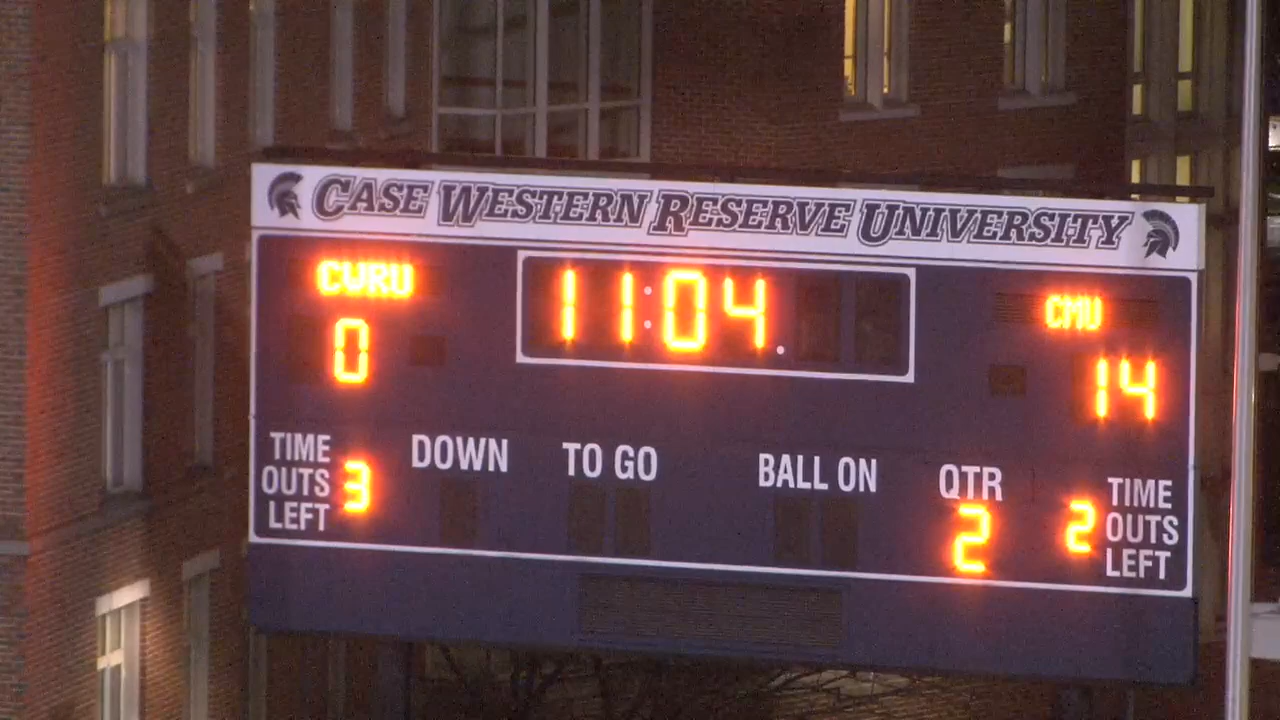 CASE WESTERN RESERVE UNIVERSITY
CWRU
11:04
CMU
0
14
TIME OUTS LEFT
3
DOWN
TO GO
BALL ON
QTR
2
2
TIME OUTS LEFT